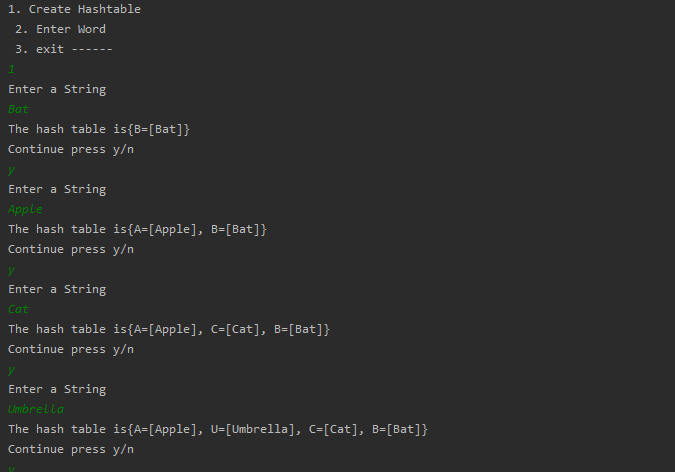 1. Create Hashtable
2. Enter Word
3. exit ------
1
Enter a String
Bat
The hash table is{B=[Bat]}
Continue press y/n
y
Enter a String
Apple
The hash table is{A=[Apple], B=[Bat]}
Continue press y/n
y
Enter a String
Cat
The hash table is{A=[Apple], C=[Cat], B=[Bat]}
Continue press y/n
y
Enter a String
Umbrella
The hash table is{A=[Apple], U=[Umbrella], C=[Cat], B=[Bat]}
Continue press y/n
y